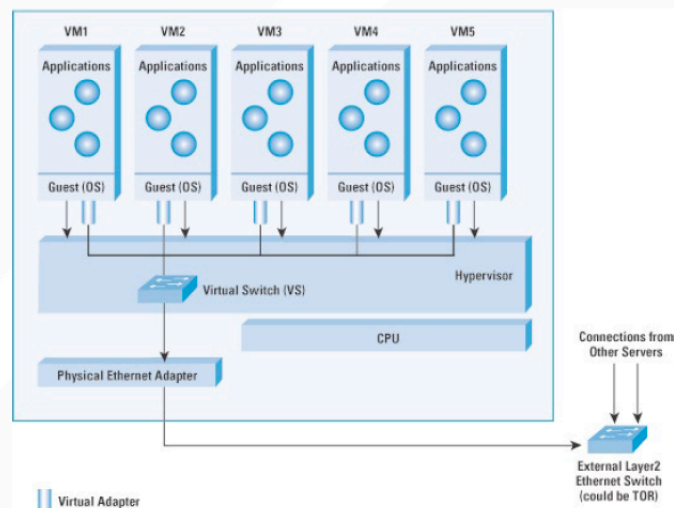 VM1
VM2
VM3
VM4
VM5
Applications
Applications
Applications
Applications
Applications
Guest (OS)
Guest (OS)
Guest (OS)
Guest (OS)
Guest (OS)
Hypervisor
Virtual Switch (VS)
CPU
Physical Ethernet Adapter
Connections from
Other Servers
External Layer2
Ethernet Switch
(could be TOR)
Virtual Adapter